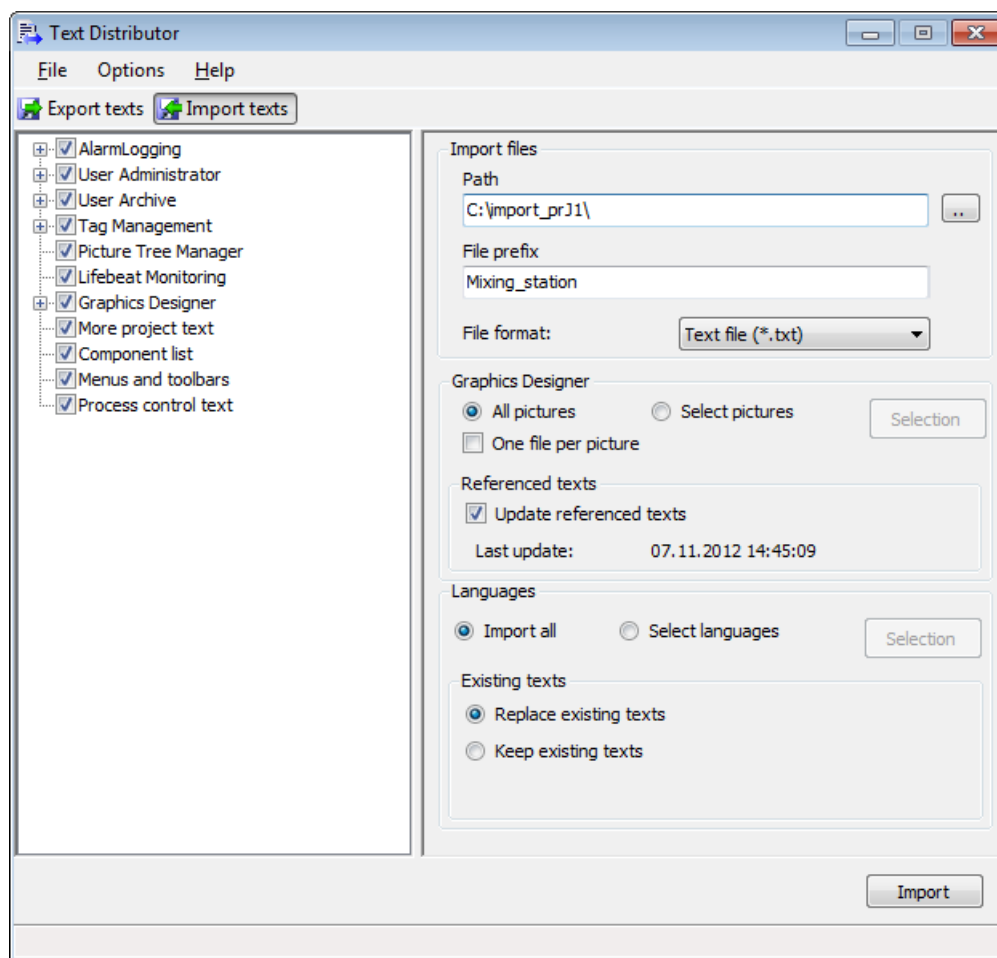 Text Distributor
File Options Help
Export texts Import texts
AlarmLogging
User Administrator
User Archive
Tag Management
Picture Tree Manager
Lifebeat Monitoring
Graphics Designer
More project text
Component list
Menus and toolbars
Process control text
Import files
Path
C:\import_prJ1\
..
File prefix
Mixing_station
File format: Text file (*.txt)
Graphics Designer
All pictures Select pictures Selection
One file per picture
Referenced texts
Update referenced texts
Last update: 07.11.2012 14:45:09
Languages
Import all Select languages Selection
Existing texts
Replace existing texts
Keep existing texts
Import